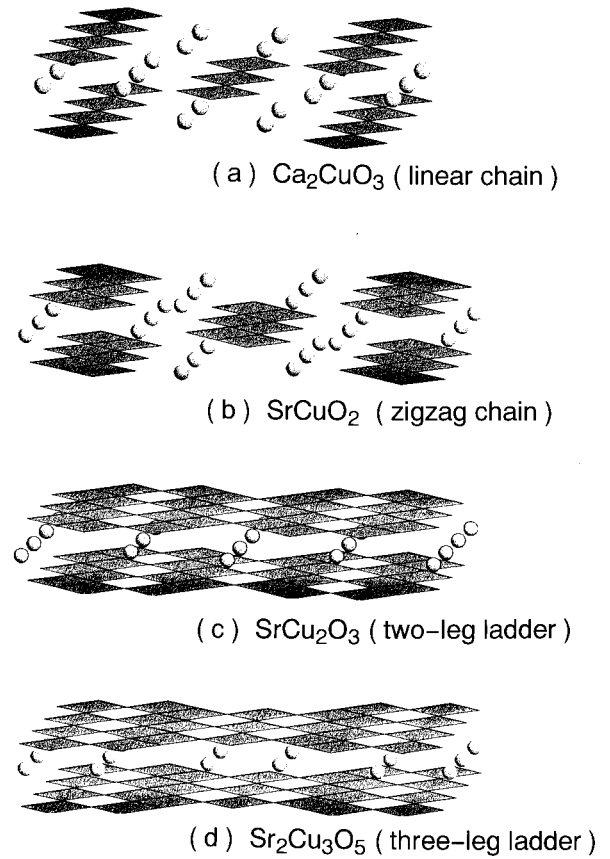 ( a ) Ca₂CuO₃ ( linear chain )
( b ) SrCuO₂ ( zigzag chain )
( c ) SrCu₂O₃ ( two-leg ladder )
( d ) Sr₂Cu₃O₅ ( three-leg ladder )